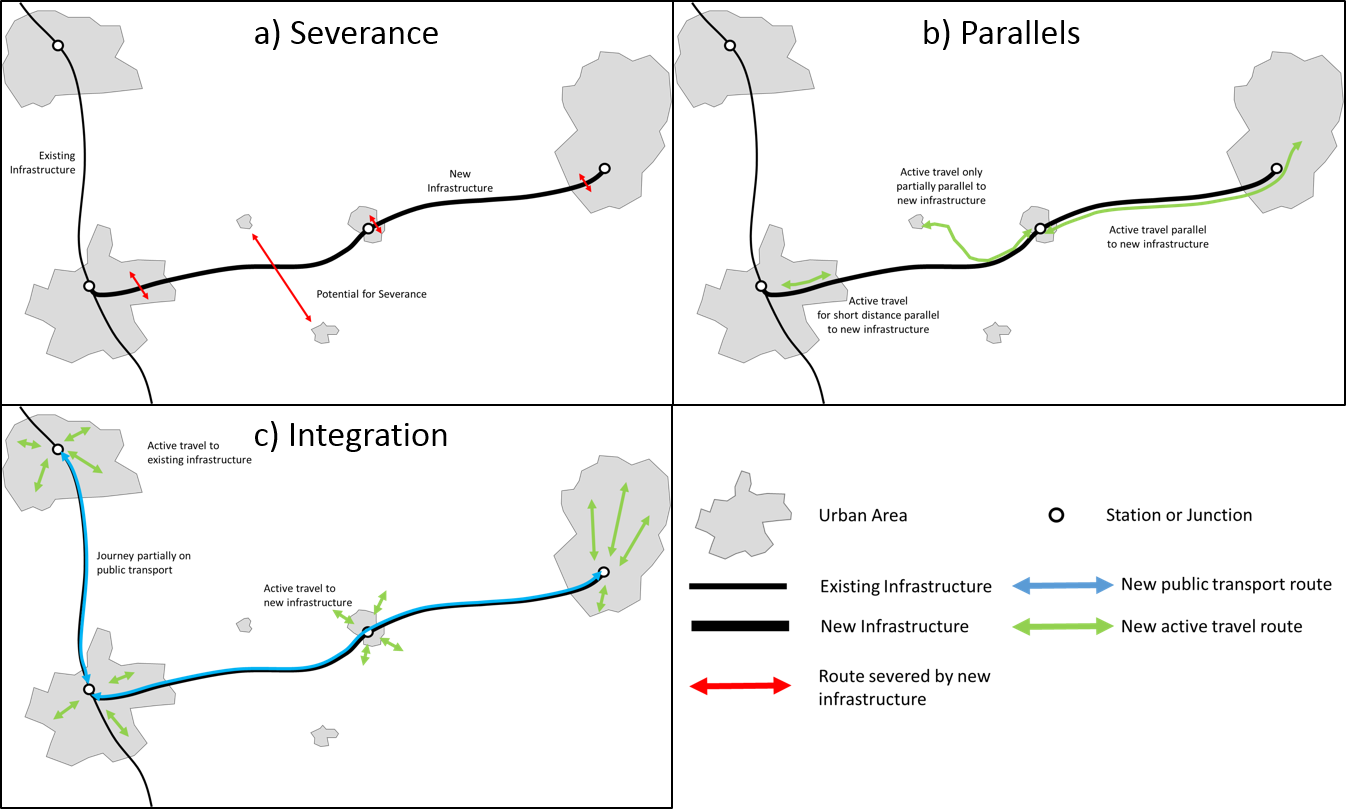 a) Severance
Existing
Infrastructure
New
Infrastructure
Potential for Severance
b) Parallels
Active travel only
partially parallel to
new infrastructure
Active travel parallel
to new infrastructure
Active travel
for short distance parallel
to new infrastructure
c) Integration
Active travel to
existing infrastructure
Journey partially on
public transport
Active travel to
new infrastructure
Urban Area
Station or Junction
Existing Infrastructure
New public transport route
New Infrastructure
New active travel route
Route severed by new
infrastructure